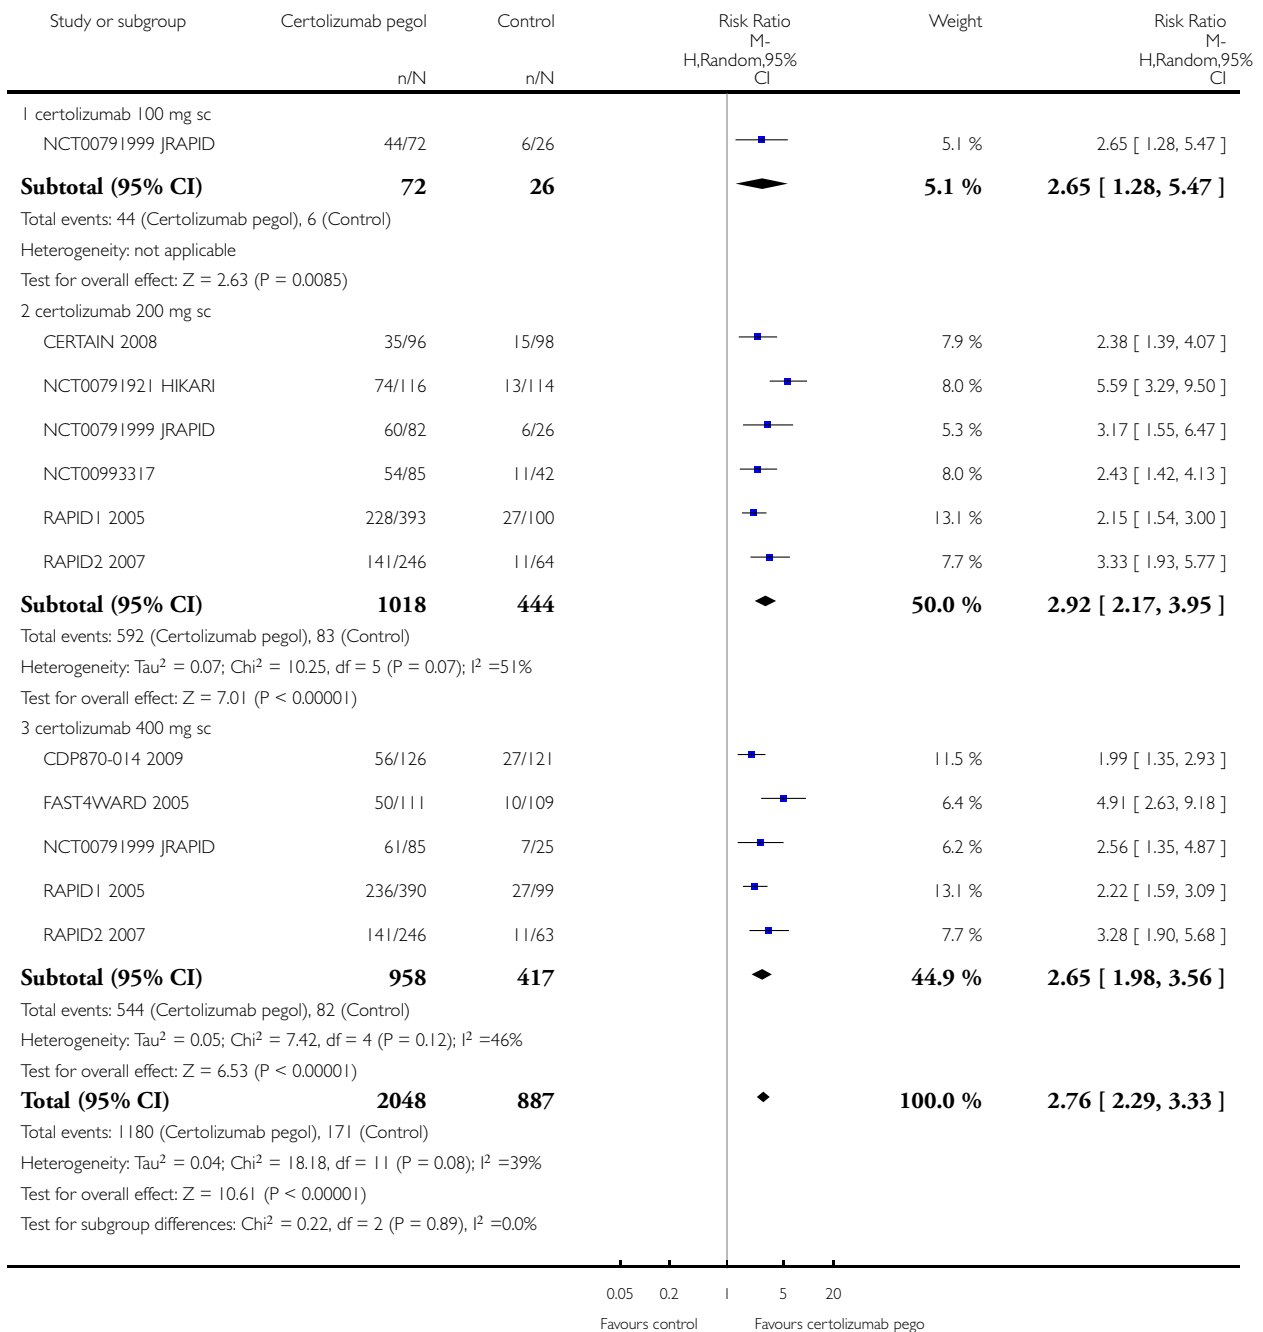 Study or subgroup Certolizumab pegol Control Risk Ratio Weight Risk Ratio
M- M-
H,Random,95% H,Random,95%
n/N n/N CI CI
1 certolizumab 100 mg sc
NCT00791999 JRAPID 44/72 6/26 5.1 % 2.65 [ 1.28, 5.47 ]
Subtotal (95% CI) 72 26 5.1 % 2.65 [ 1.28, 5.47 ]
Total events: 44 (Certolizumab pegol), 6 (Control)
Heterogeneity: not applicable
Test for overall effect: Z = 2.63 (P = 0.0085)
2 certolizumab 200 mg sc
CERTAIN 2008 35/96 15/98 7.9 % 2.38 [ 1.39, 4.07 ]
NCT00791921 HIKARI 74/116 13/114 8.0 % 5.59 [ 3.29, 9.50 ]
NCT00791999 JRAPID 60/82 6/26 5.3 % 3.17 [ 1.55, 6.47 ]
NCT00993317 54/85 11/42 8.0 % 2.43 [ 1.42, 4.13 ]
RAPID1 2005 228/393 27/100 13.1 % 2.15 [ 1.54, 3.00 ]
RAPID2 2007 141/246 11/64 7.7 % 3.33 [ 1.93, 5.77 ]
Subtotal (95% CI) 1018 444 50.0 % 2.92 [ 2.17, 3.95 ]
Total events: 592 (Certolizumab pegol), 83 (Control)
Heterogeneity: Tau² = 0.07; Chi² = 10.25, df = 5 (P = 0.07); I² =51%
Test for overall effect: Z = 7.01 (P < 0.00001)
3 certolizumab 400 mg sc
CDP870-014 2009 56/126 27/121 11.5 % 1.99 [ 1.35, 2.93 ]
FAST4WARD 2005 50/111 10/109 6.4 % 4.91 [ 2.63, 9.18 ]
NCT00791999 JRAPID 61/85 7/25 6.2 % 2.56 [ 1.35, 4.87 ]
RAPID1 2005 236/390 27/99 13.1 % 2.22 [ 1.59, 3.09 ]
RAPID2 2007 141/246 11/63 7.7 % 3.28 [ 1.90, 5.68 ]
Subtotal (95% CI) 958 417 44.9 % 2.65 [ 1.98, 3.56 ]
Total events: 544 (Certolizumab pegol), 82 (Control)
Heterogeneity: Tau² = 0.05; Chi² = 7.42, df = 4 (P = 0.12); I² =46%
Test for overall effect: Z = 6.53 (P < 0.00001)
Total (95% CI) 2048 887 100.0 % 2.76 [ 2.29, 3.33 ]
Total events: 1180 (Certolizumab pegol), 171 (Control)
Heterogeneity: Tau² = 0.04; Chi² = 18.18, df = 11 (P = 0.08); I² =39%
Test for overall effect: Z = 10.61 (P < 0.00001)
Test for subgroup differences: Chi² = 0.22, df = 2 (P = 0.89), I² =0.0%
0.05 0.2 1 5 20
Favours control Favours certolizumab pego